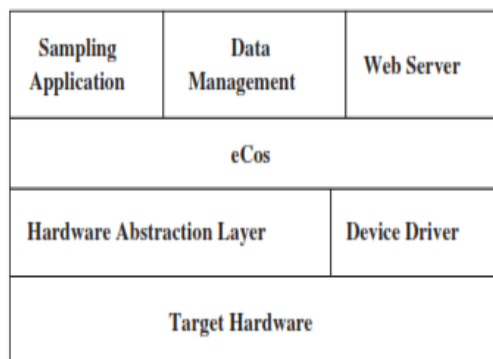 Sampling
Application
Data
Management
Web Server
eCos
Hardware Abstraction Layer
Device Driver
Target Hardware